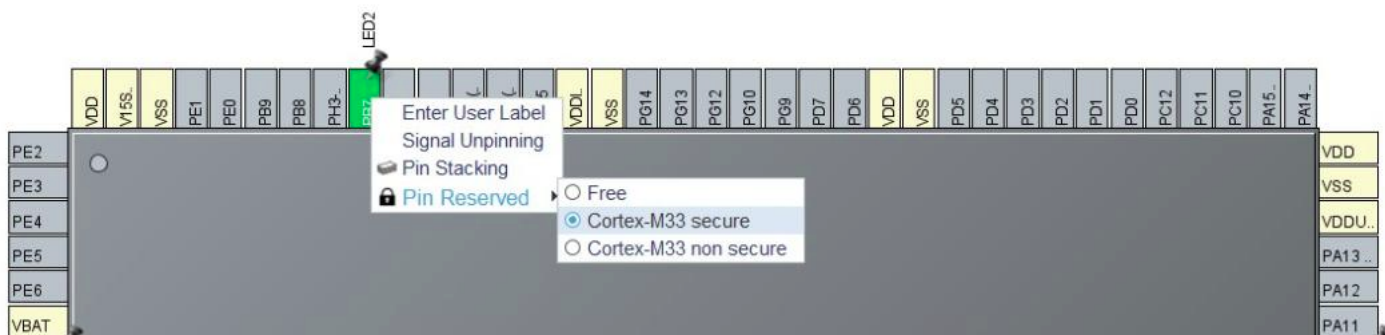 LED2
VDD
V15S..
VSS
PE1
PE0
PB9
PB8
PH3-..
PB7
VDDI..
VSS
PG14
PG13
PG12
PG10
PG9
PD7
PD6
VDD
VSS
PD5
PD4
PD3
PD2
PD1
PD0
PC12
PC11
PC10
PA15..
PA14..
Enter User Label
Signal Unpinning
Pin Stacking
Pin Reserved
Free
Cortex-M33 secure
Cortex-M33 non secure
PE2
PE3
PE4
PE5
PE6
VBAT
VDD
VSS
VDDU..
PA13 ..
PA12
PA11